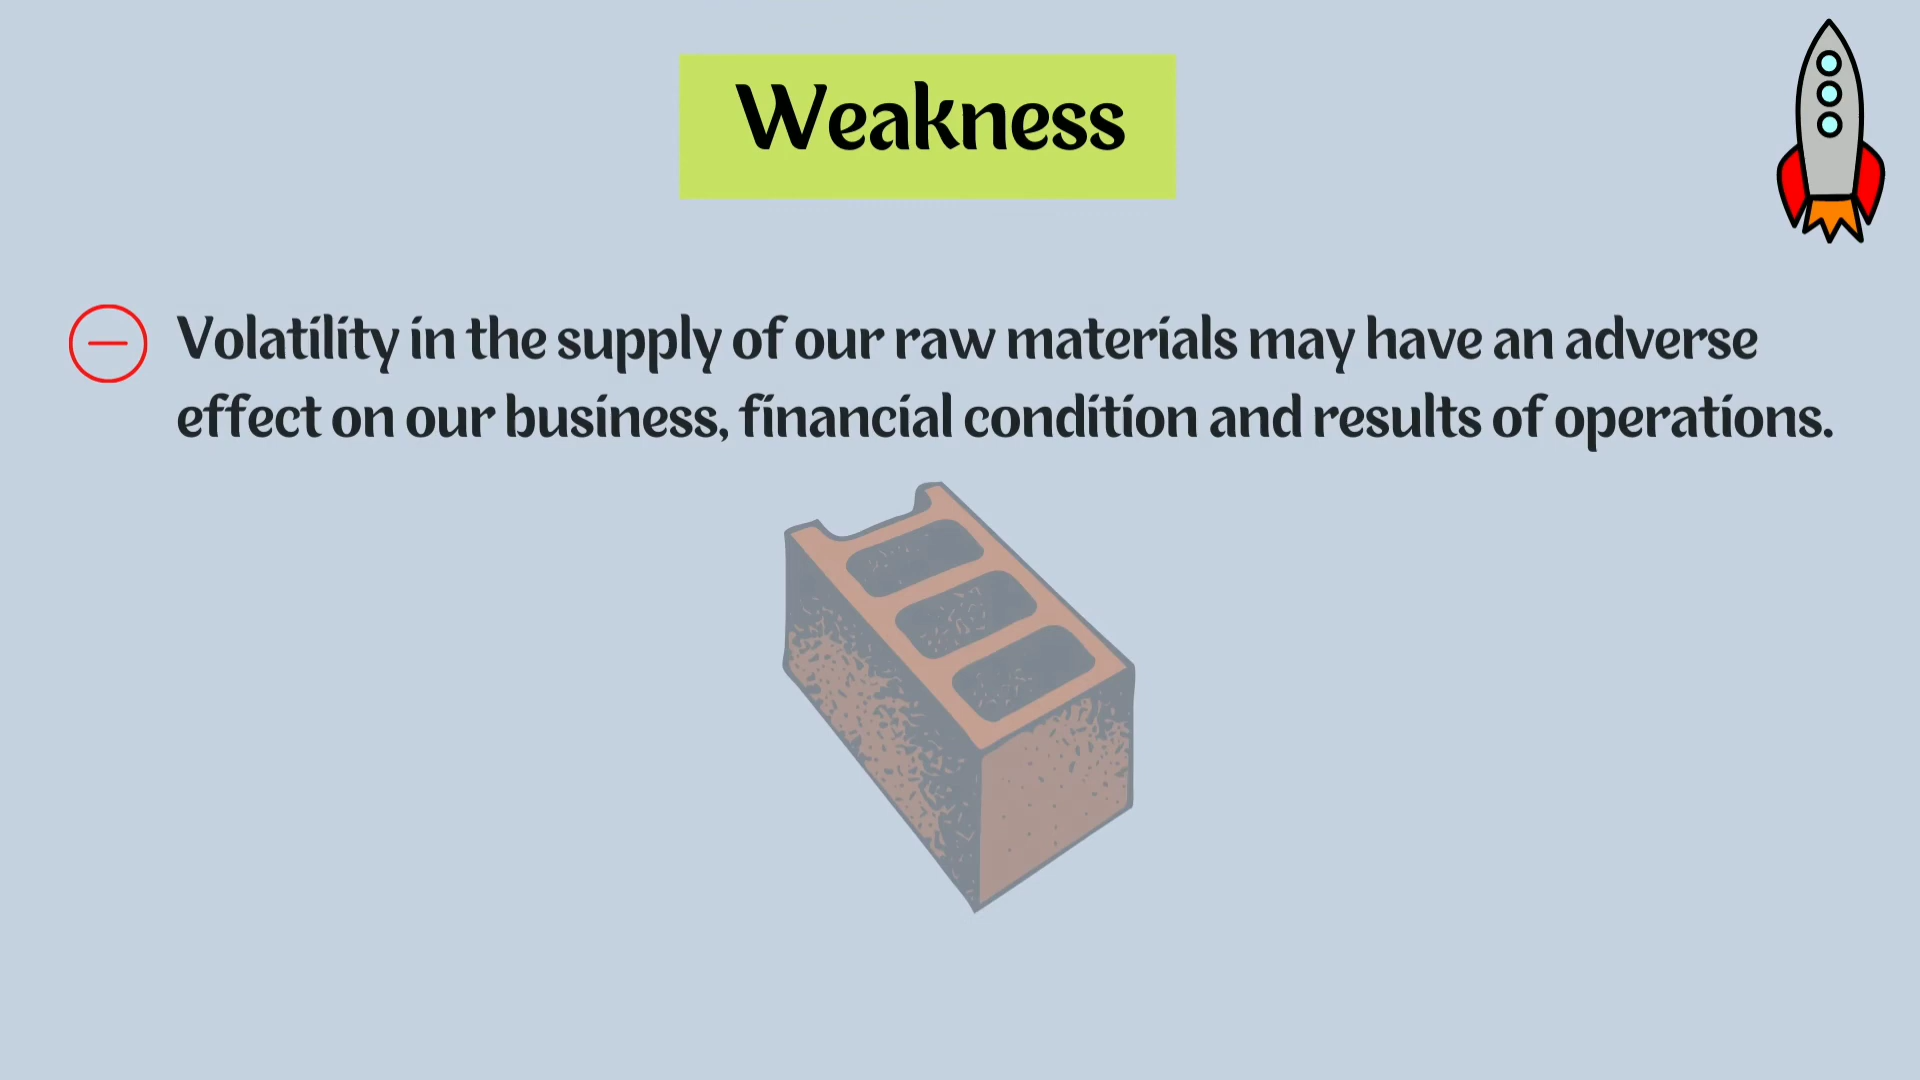 Weakness
Volatility in the supply of our raw materials may have an adverse
effect on our business, financial condition and results of operations.